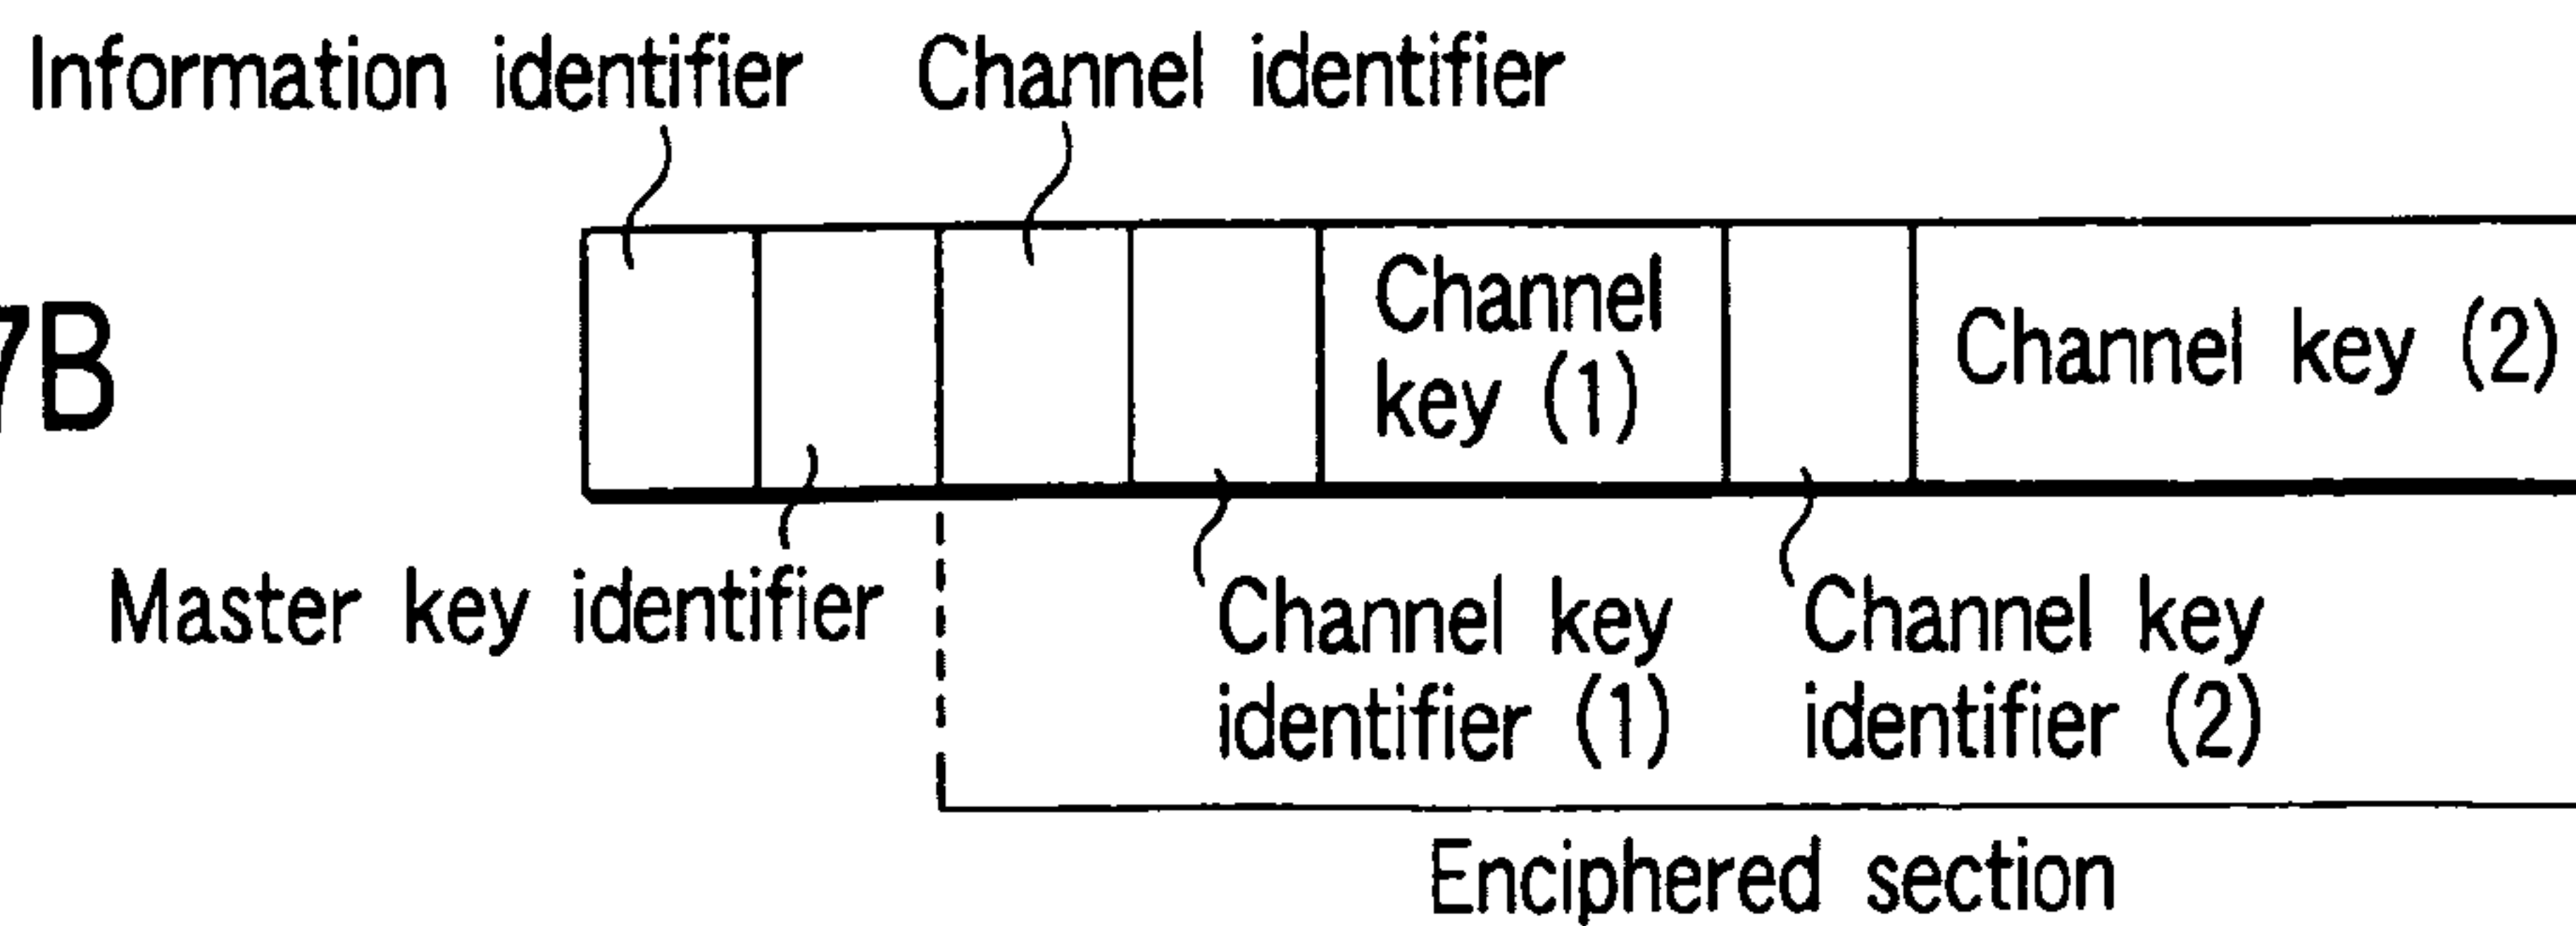 Information identifier
Channel identifier
7B
Channel
key (1)
Channel key (2)
Master key identifier
Channel key
identifier (1)
Channel key
identifier (2)
Enciphered section